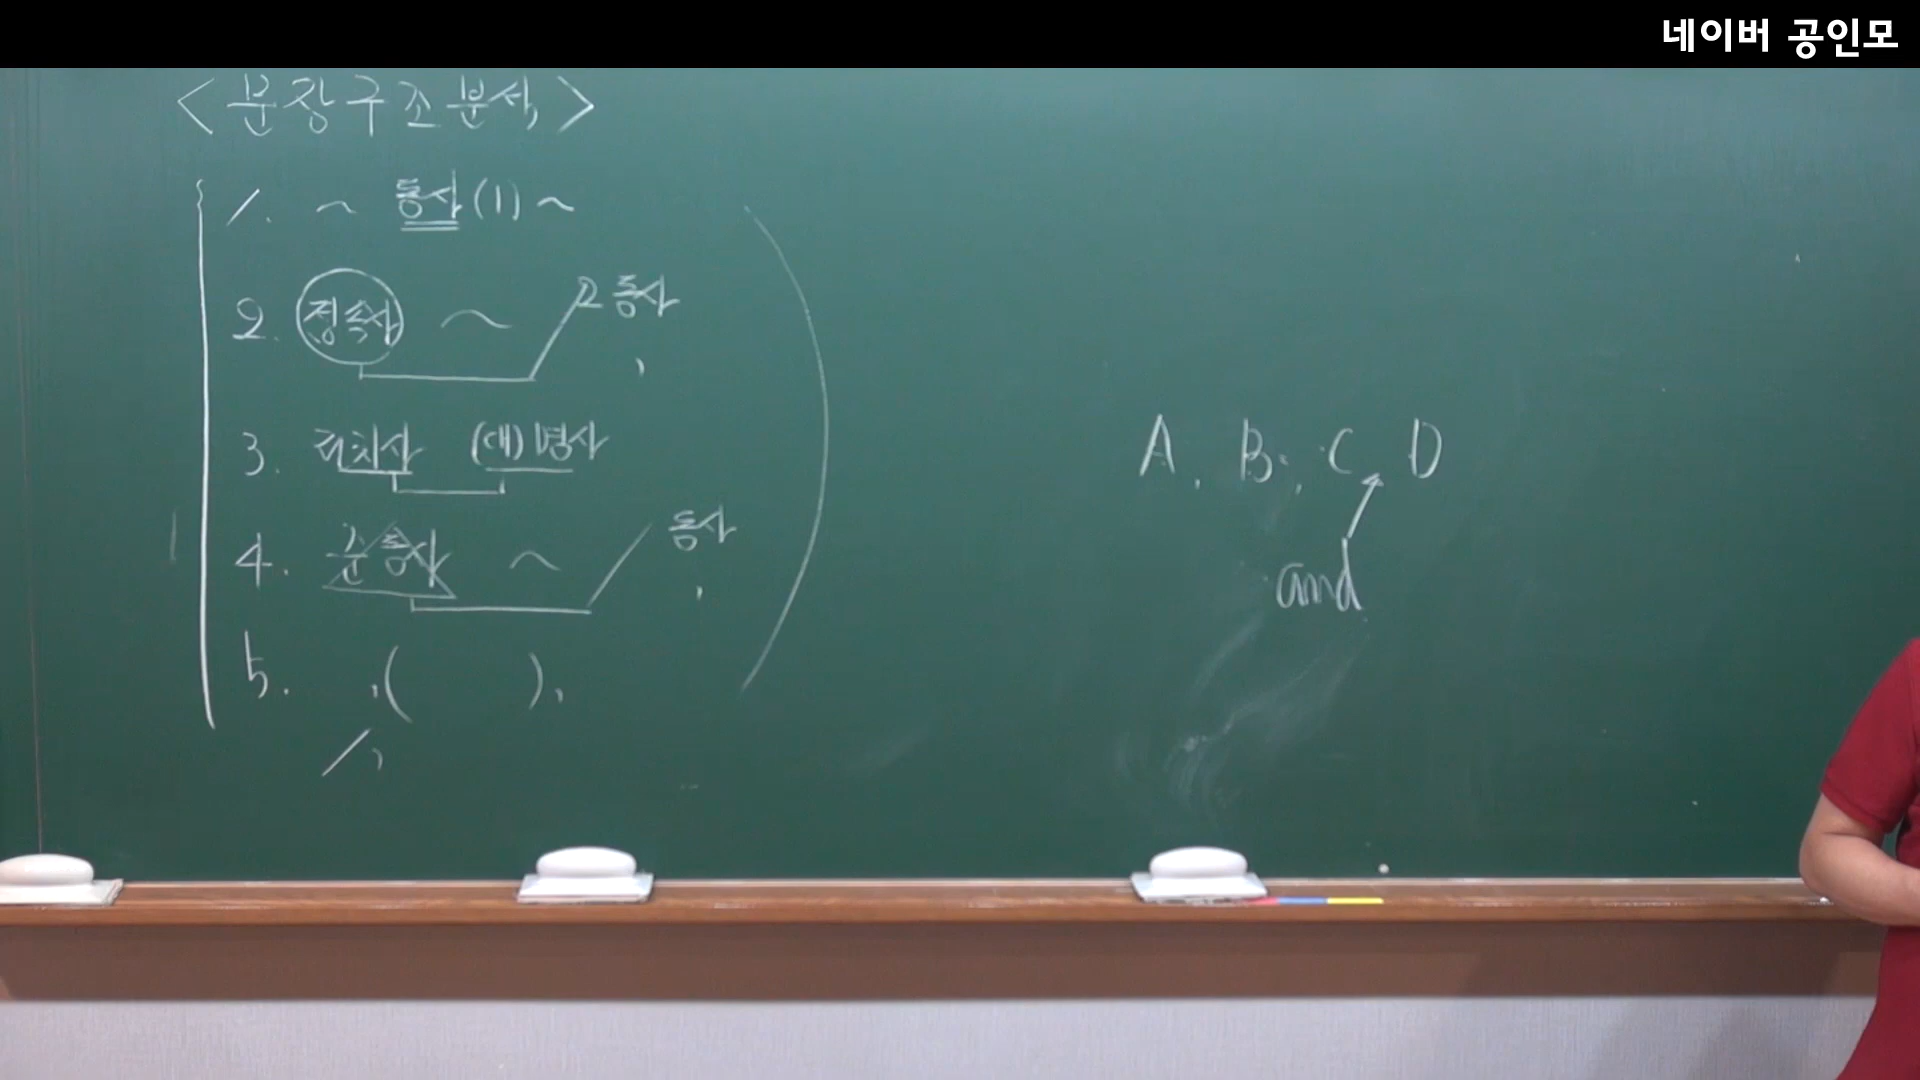 네이버 공인모
<문장구조분석>
1. ~ 동사(1) ~
2. 접속사 ~ 2동사 ,
3. 전치사 (대)명사
4. 준동사 ~ 동사 ,
5. ,( ),
/,
A, B, C D
and